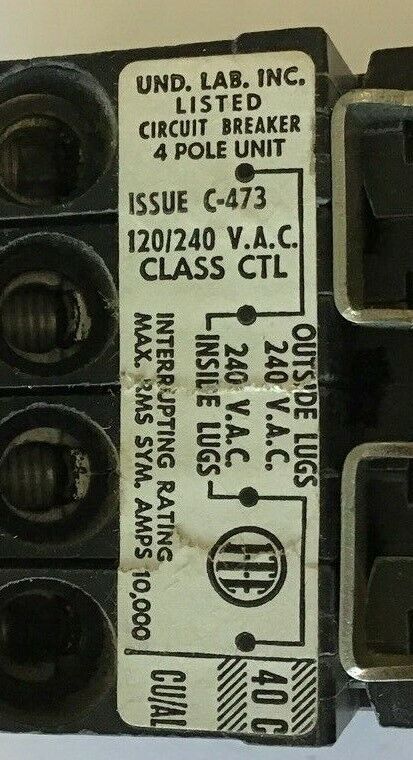 UND. LAB. INC.
LISTED
CIRCUIT BREAKER
4 POLE UNIT
ISSUE C-473
120/240 V.A.C.
CLASS CTL
OUTSIDE LUGS
240 V.A.C.
240 V.A.C.
INSIDE LUGS
INTERRUPTING RATING
MAX. RMS SYM. AMPS 10,000
ITE
40 C
CU/AL